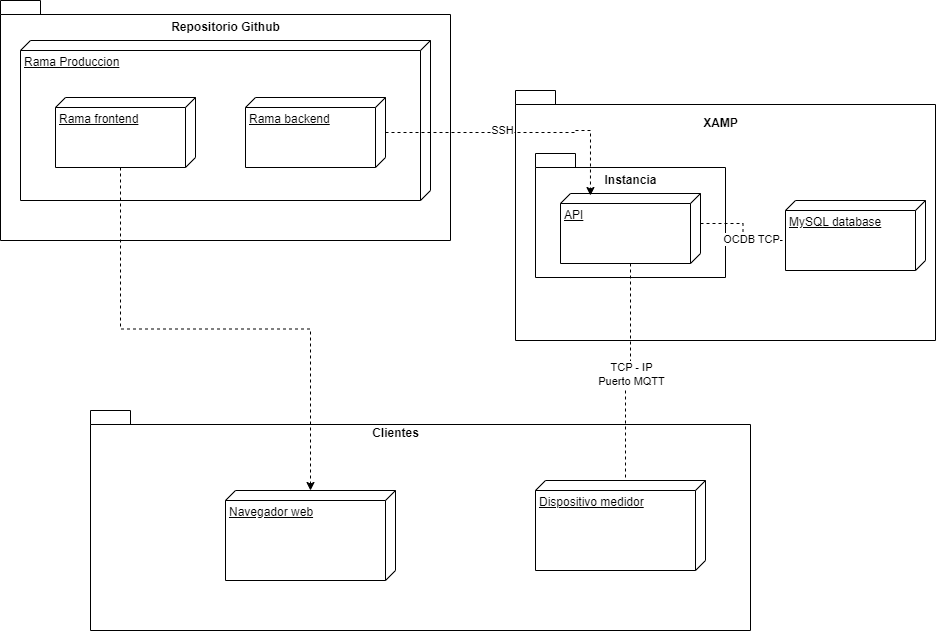 Repositorio Github
Rama Produccion
Rama frontend
Rama backend
SSH
XAMP
Instancia
API
OCDB TCP-
MySQL database
TCP - IP
Puerto MQTT
Clientes
Navegador web
Dispositivo medidor